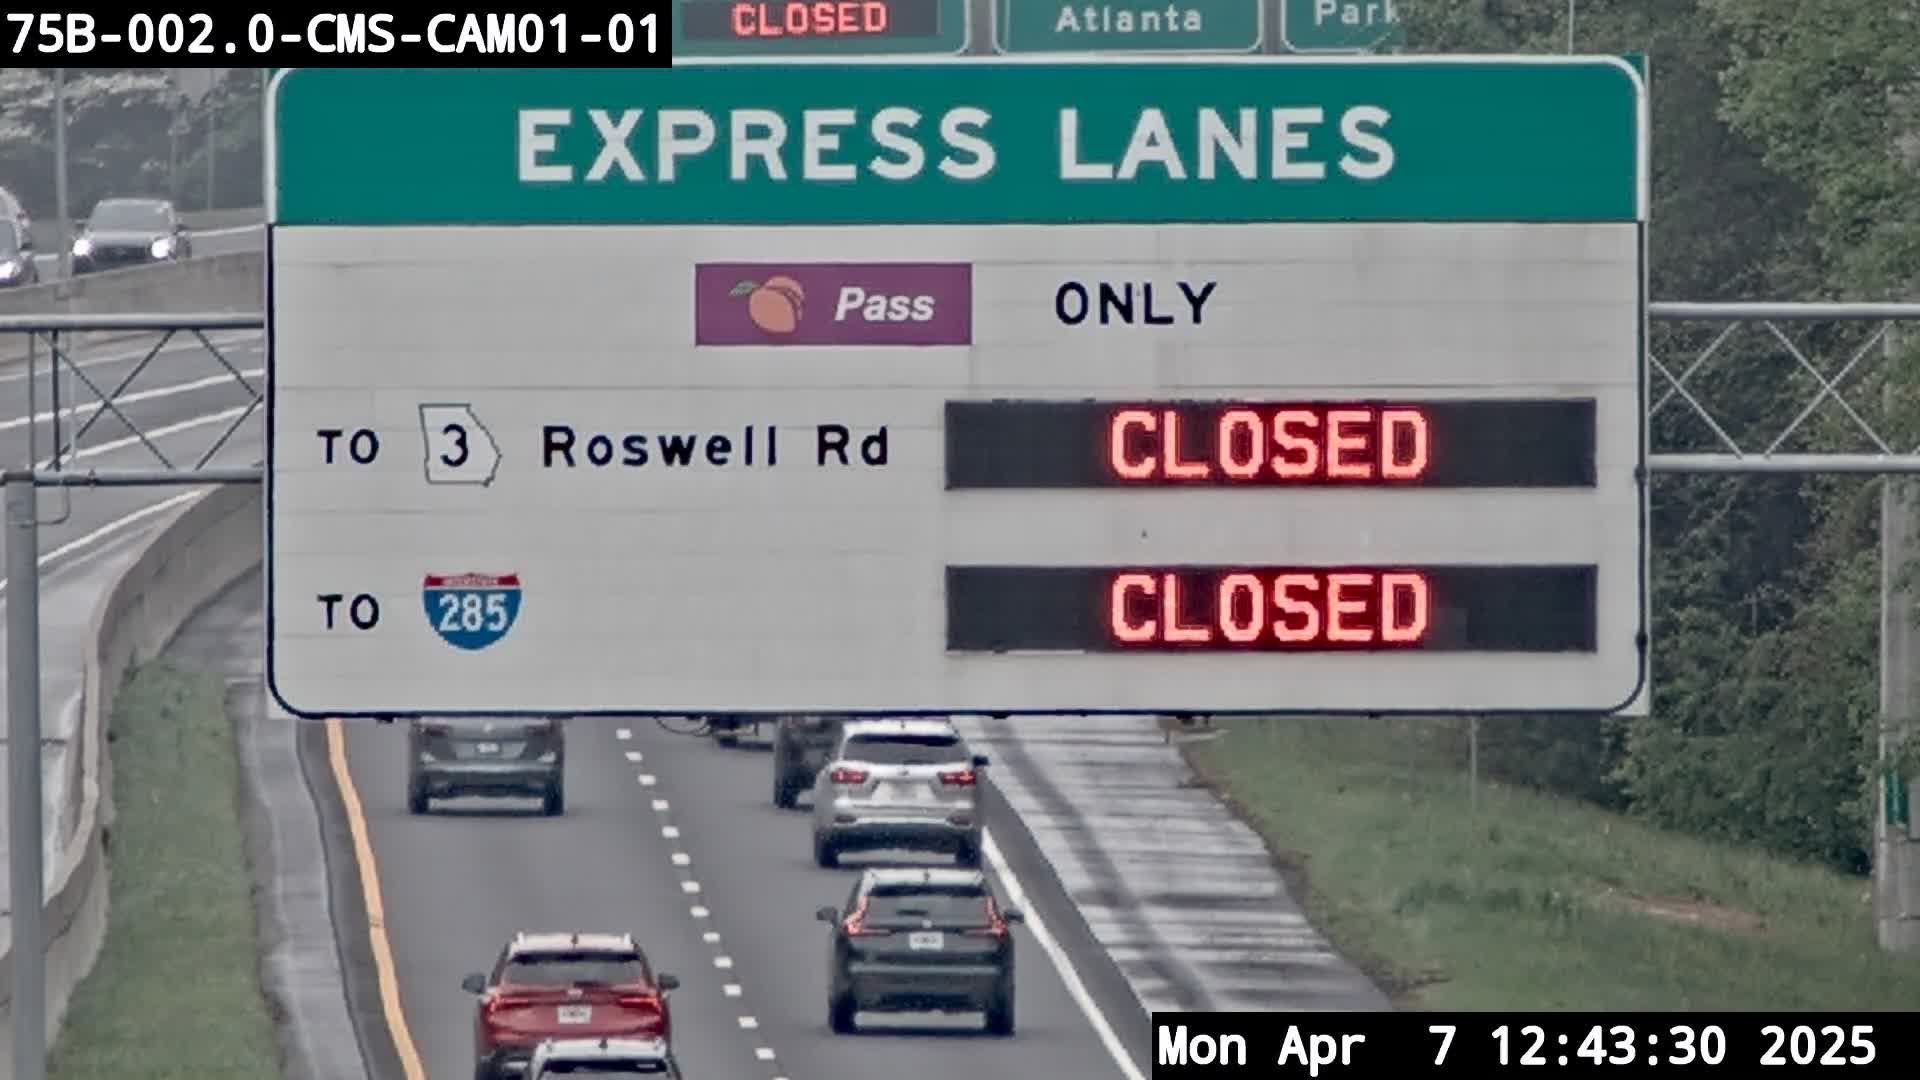 75B-002.0-CMS-CAM01-01
CLOSED
Atlanta
Park
EXPRESS LANES
Pass ONLY
TO 3 Roswell Rd CLOSED
TO INTERSTATE 285 CLOSED
Mon Apr 7 12:43:30 2025